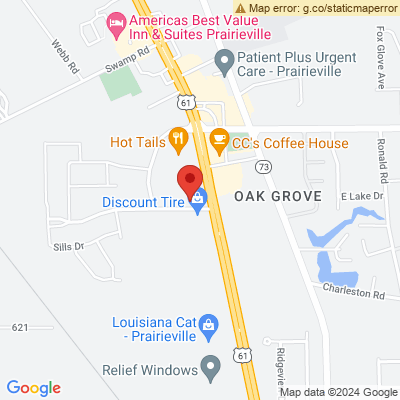 Map error: g.co/staticmaperror
Americas Best Value
Inn & Suites Prairieville
Webb Rd
Swamp Rd
Patient Plus Urgent
Care - Prairieville
Fox Glove Ave
61
Hot Tails
CC's Coffee House
73
Ronald Rd
Discount Tire
OAK GROVE
E Lake Dr
Sills Dr
Charleston Rd
621
Louisiana Cat
- Prairieville
61
Relief Windows
Google
Map data ©2024 Google